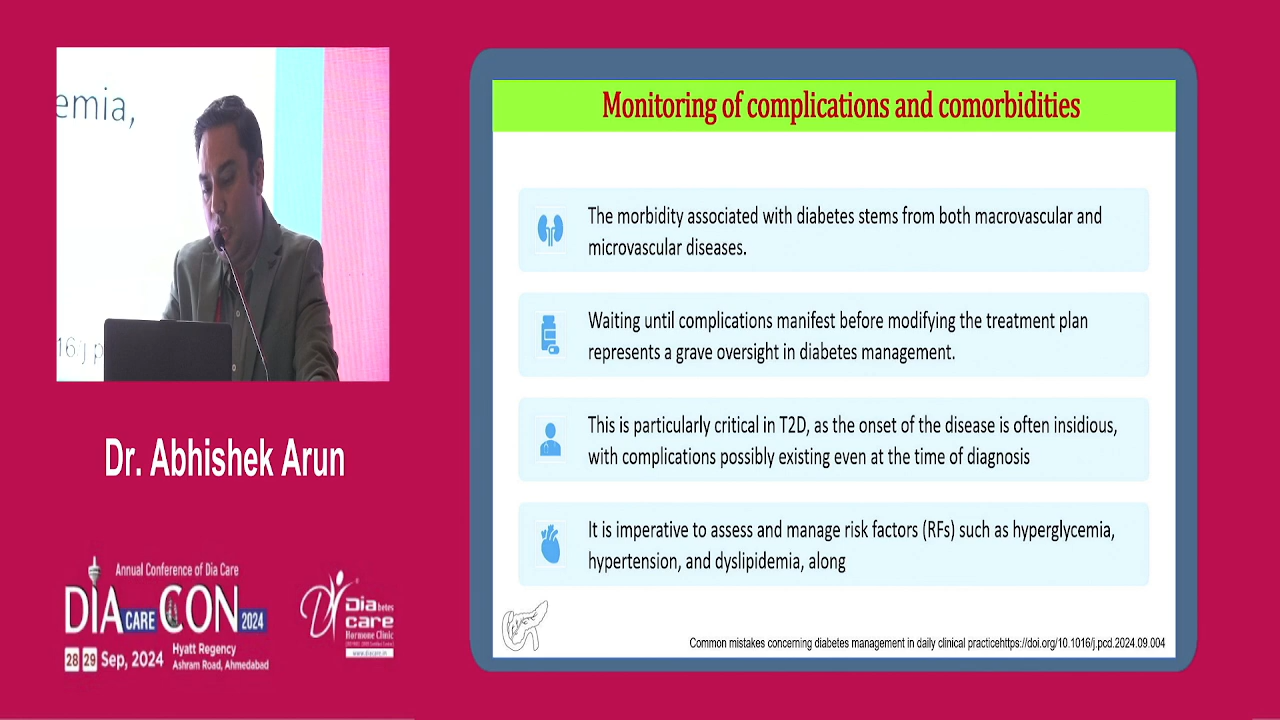 emia,
16/j.p
Dr. Abhishek Arun
Annual Conference of Dia Care
DIA CARE CON 2024
28 29 Sep, 2024
Hyatt Regency
Ashram Road, Ahmedabad
Diabetes
care
Hormone Clinic
www.diacare.in
Monitoring of complications and comorbidities
The morbidity associated with diabetes stems from both macrovascular and
microvascular diseases.
Waiting until complications manifest before modifying the treatment plan
represents a grave oversight in diabetes management.
This is particularly critical in T2D, as the onset of the disease is often insidious,
with complications possibly existing even at the time of diagnosis
It is imperative to assess and manage risk factors (RFs) such as hyperglycemia,
hypertension, and dyslipidemia, along
Common mistakes concerning diabetes management in daily clinical practicehttps://doi.org/10.1016/j.pcd.2024.09.004